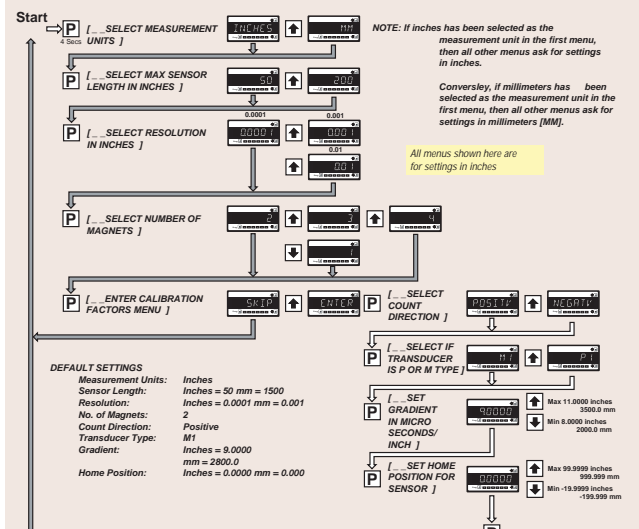 Start
P
4 Secs
[ _ _SELECT MEASUREMENT
UNITS ]
INCHES
MM
NOTE: If inches has been selected as the
measurement unit in the first menu,
then all other menus ask for settings
in inches.
Conversley, if millimeters has been
selected as the measurement unit in the
first menu, then all other menus ask for
settings in millimeters [MM].
P
[ _ _SELECT MAX SENSOR
LENGTH IN INCHES ]
50
200
P
[ _ _SELECT RESOLUTION
IN INCHES ]
0.0001
0.0001
0.001
0.001
0.01
0.01
All menus shown here are
for settings in inches
P
[ _ _SELECT NUMBER OF
MAGNETS ]
2
3
4
1
P
[ _ _ENTER CALIBRATION
FACTORS MENU ]
SKIP
ENTER
P
[ _ _SELECT
COUNT
DIRECTION ]
POSITV
NEGATV
P
[ _ _SELECT IF
TRANSDUCER
IS P OR M TYPE ]
M1
P1
P
[ _ _SET
GRADIENT
IN MICRO
SECONDS/
INCH ]
9.0000
Max 11.0000 inches
3500.0 mm
Min 8.0000 inches
2000.0 mm
P
[ _ _SET HOME
POSITION FOR
SENSOR ]
0.0000
Max 99.9999 inches
999.999 mm
Min -19.9999 inches
-199.999 mm
P
DEFAULT SETTINGS
Measurement Units: Inches
Sensor Length: Inches = 50 mm = 1500
Resolution: Inches = 0.0001 mm = 0.001
No. of Magnets: 2
Count Direction: Positive
Transducer Type: M1
Gradient: Inches = 9.0000
mm = 2800.0
Home Position: Inches = 0.0000 mm = 0.000